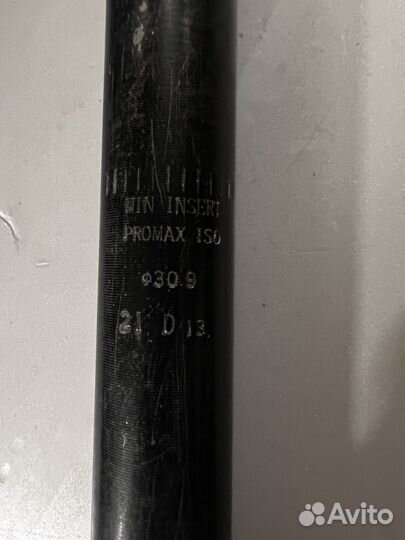 MIN INSERT
PROMAX ISO
φ30.9
21 D 13
Avito